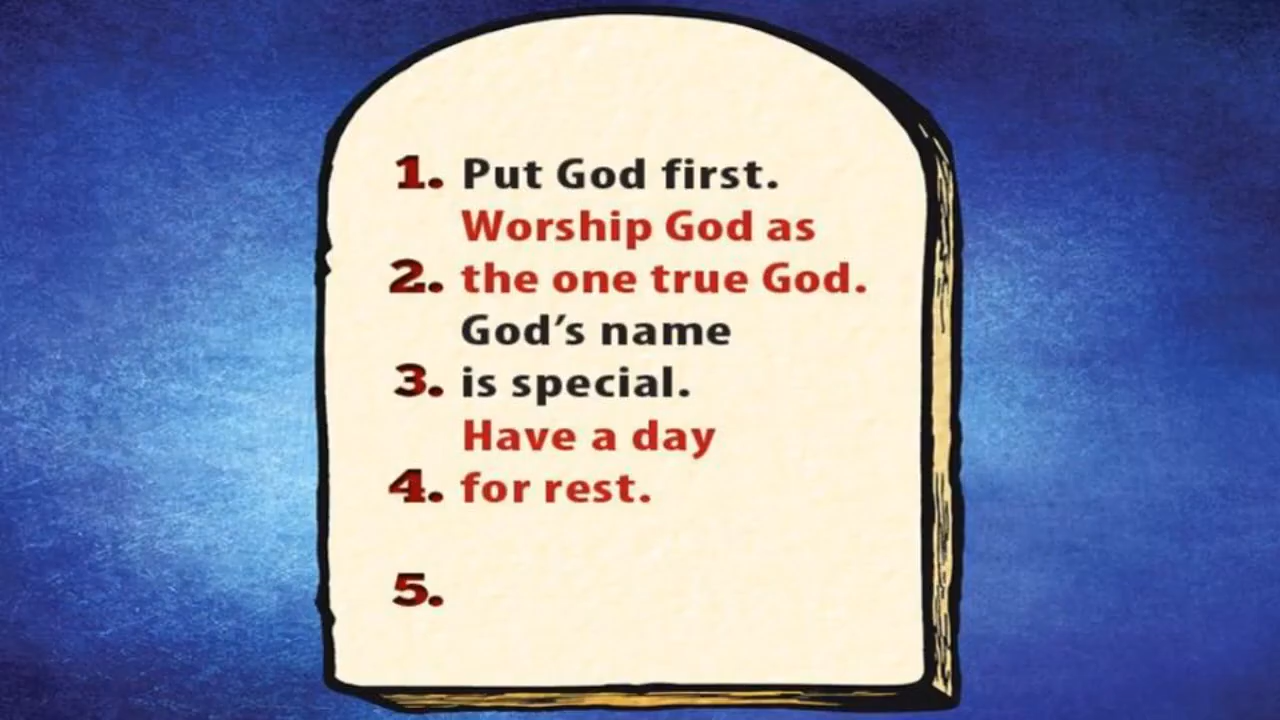 1. Put God first.
Worship God as
2. the one true God.
God's name
3. is special.
Have a day
4. for rest.
5.